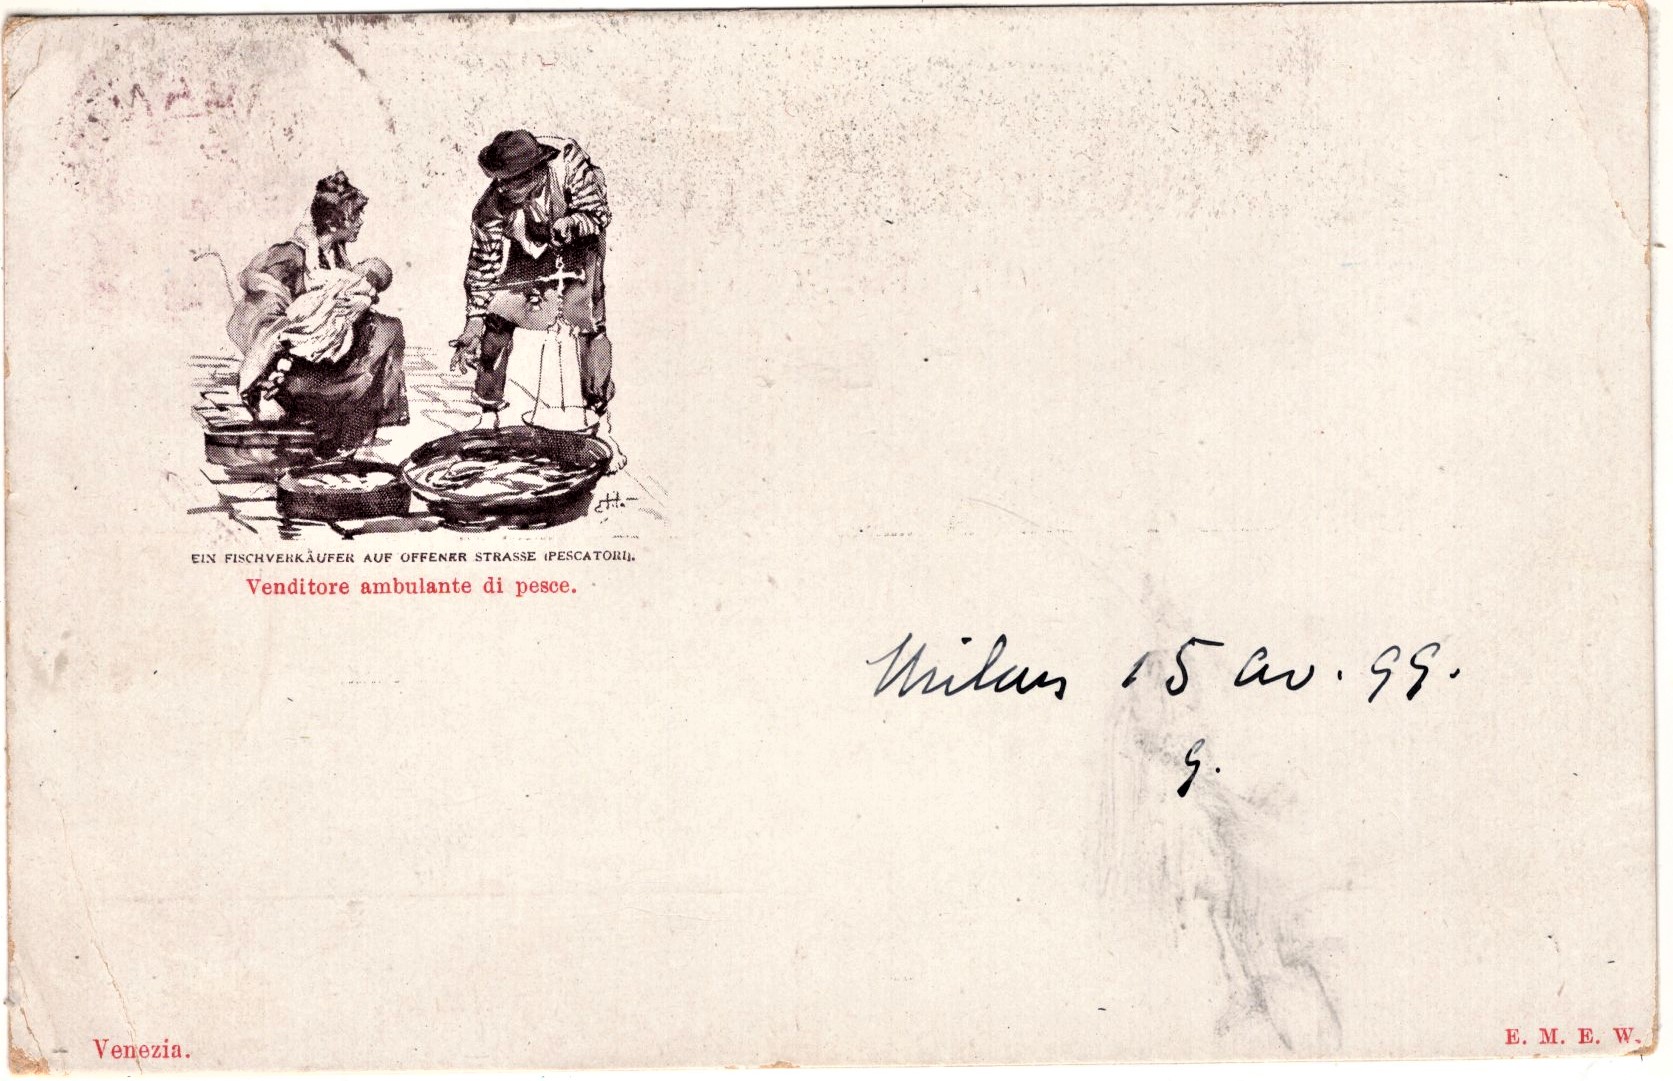 EIN FISCHVERKÄUFER AUF OFFENER STRASSE (PESCATORI).
Venditore ambulante di pesce.
Milan 15 av. 99.
G.
Venezia.
E. M. E. W.